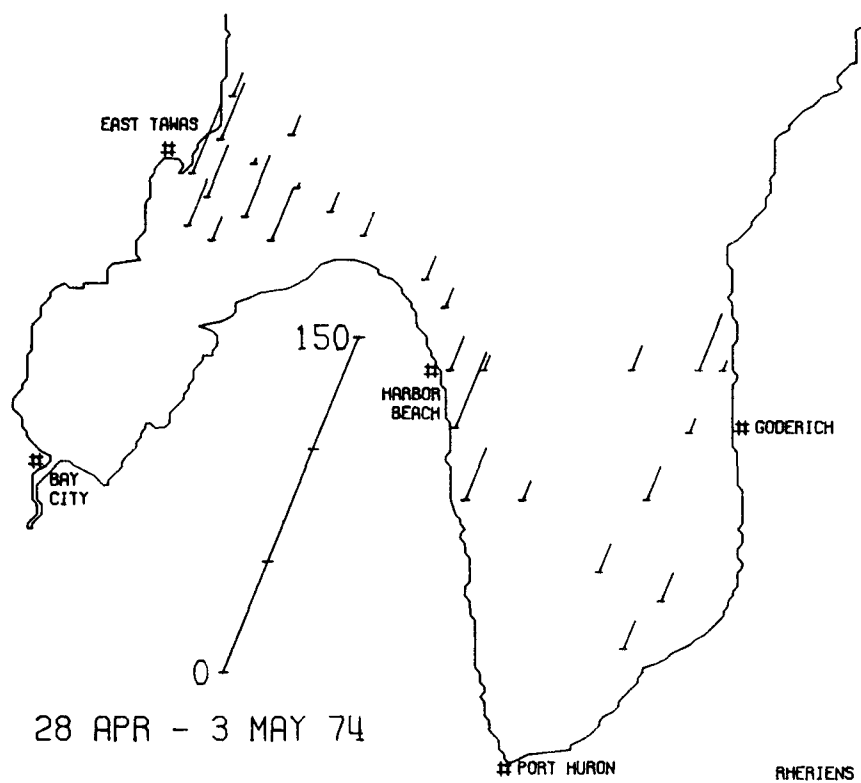 EAST TAWAS
150
HARBOR
BEACH
GODERICH
BAY
CITY
0
28 APR - 3 MAY 74
PORT HURON
RHERIENS